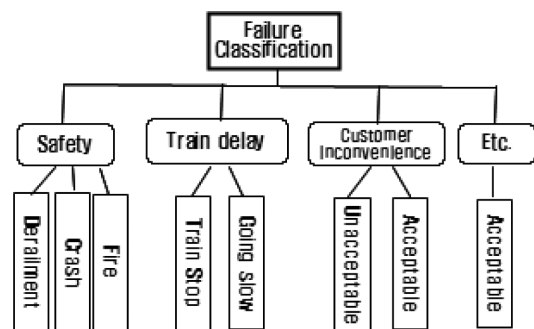 Failure
Classification
Safety
Train delay
Customer
Inconvenience
Etc.
Derailment
Crash
Fire
Train Stop
Going slow
Unacceptable
Acceptable
Acceptable